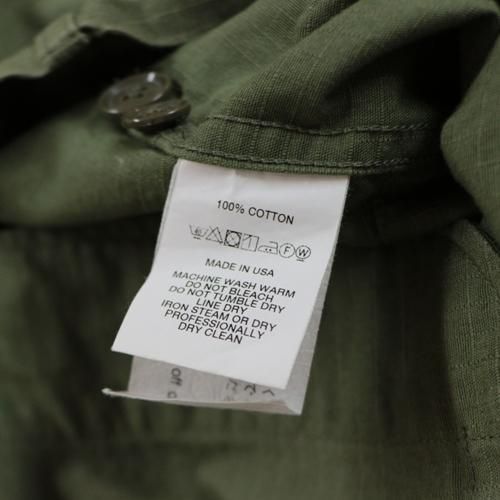 100% COTTON
F W
MADE IN USA
MACHINE WASH WARM
DO NOT BLEACH
DO NOT TUMBLE DRY
LINE DRY
IRON STEAM OR DRY
PROFESSIONALLY
DRY CLEAN